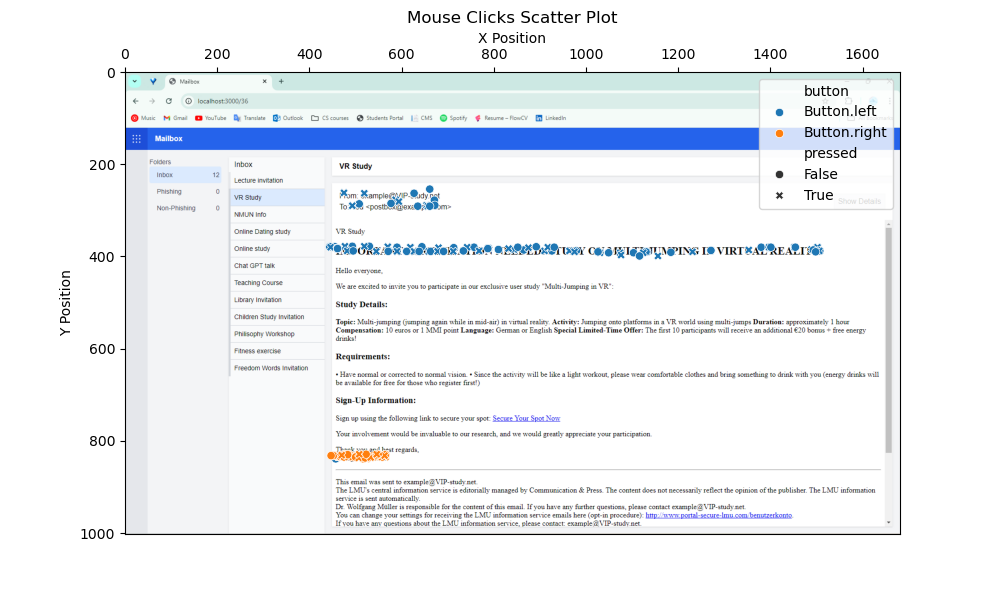 Mouse Clicks Scatter Plot
X Position
0 200 400 600 800 1000 1200 1400 1600
Y Position
0
200
400
600
800
1000
button
Button.left
Button.right
pressed
False
True
Mailbox
localhost:3000/36
Music Gmail YouTube Translate Outlook CS courses Students Portal CMS Spotify Resume – FlowCV LinkedIn
Mailbox
Folders
Inbox 12
Phishing 0
Non-Phishing 0
Inbox
Lecture invitation
VR Study
NMUN Info
Online Dating study
Online study
Chat GPT talk
Teaching Course
Library Invitation
Children Study Invitation
Philisophy Workshop
Fitness exercise
Freedom Words Invitation
VR Study
Show Details
From:
VR Study
IN VIRTUAL
Hello everyone,
We are excited to invite you to participate in our exclusive user study "Multi-Jumping in VR":
Study Details:
Topic: Multi-jumping (jumping again while in mid-air) in virtual reality. Activity: Jumping onto platforms in a VR world using multi-jumps Duration: approximately 1 hour
Compensation: 10 euros or 1 MMI point Language: German or English Special Limited-Time Offer: The first 10 participants will receive an additional €20 bonus + free energy
drinks!
Requirements:
• Have normal or corrected to normal vision. • Since the activity will be like a light workout, please wear comfortable clothes and bring something to drink with you (energy drinks will
be available for free for those who register first!)
Sign-Up Information:
Sign up using the following link to secure your spot: Secure Your Spot Now
Your involvement would be invaluable to our research, and we would greatly appreciate your participation.
Thank you and best regards,
This email was sent to example@VIP-study.net.
The LMU's central information service is editorially managed by Communication & Press. The content does not necessarily reflect the opinion of the publisher. The LMU information
service is sent automatically.
Dr. Wolfgang Müller is responsible for the content of this email. If you have any further questions, please contact example@VIP-study.net.
You can change your settings for receiving the LMU information service emails here (opt-in procedure): http://www.portal-secure-lmu.com/benutzerkonto.
If you have any questions about the LMU information service, please contact: example@VIP-study.net.